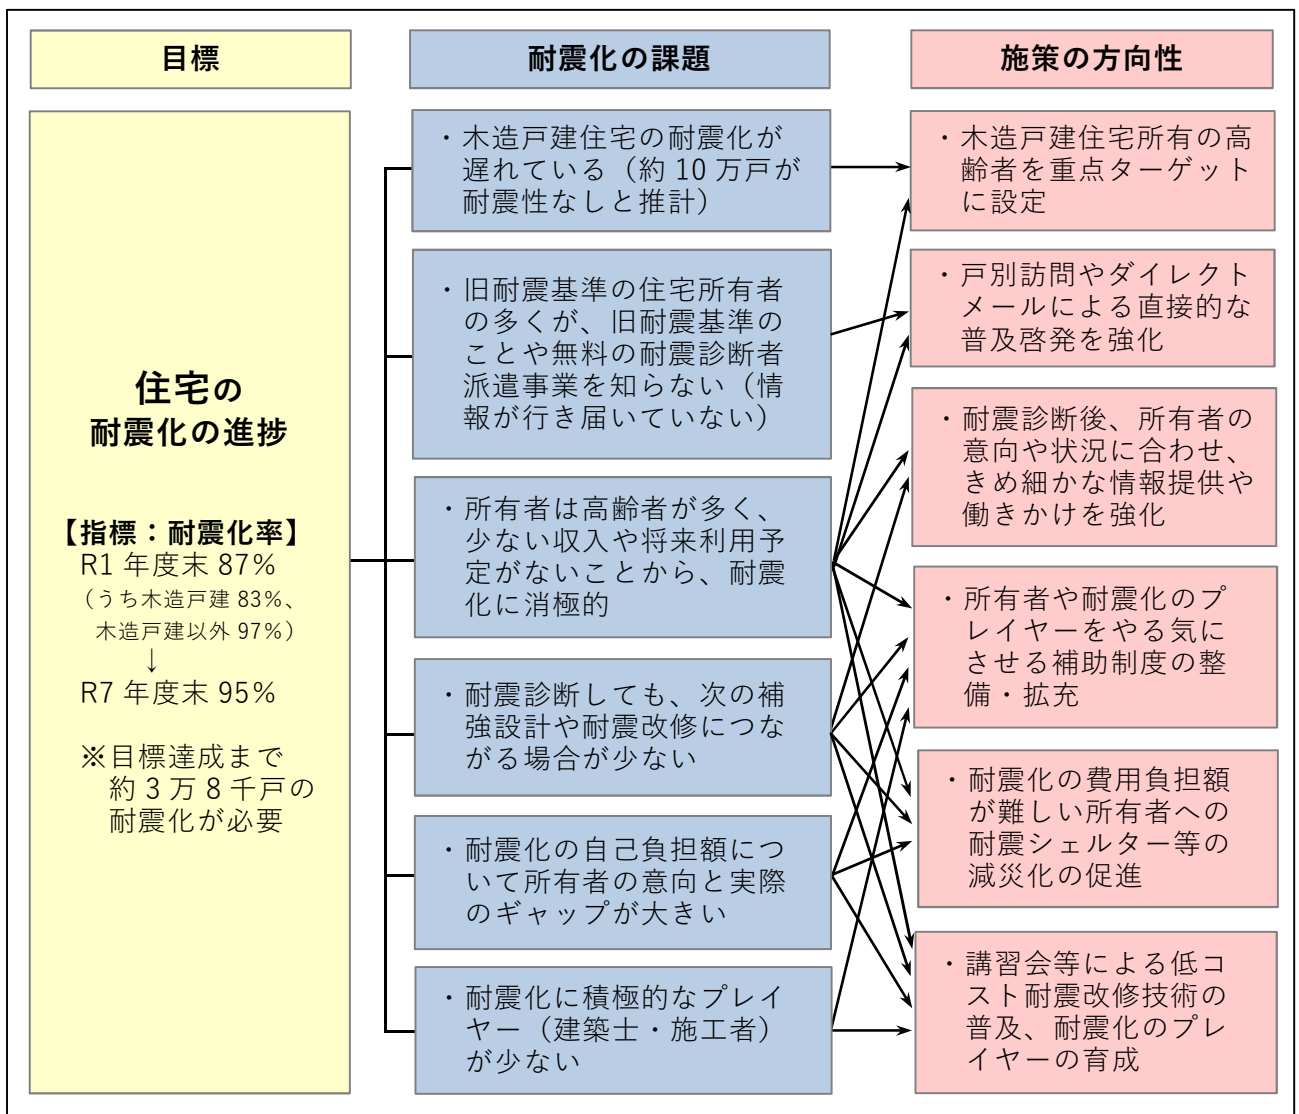 目標
耐震化の課題
施策の方向性
住宅の
耐震化の進捗
【指標：耐震化率】
R1 年度末 87%
（うち木造戸建 83%、
木造戸建以外 97%）
↓
R7 年度末 95%
※目標達成まで
約 3 万 8 千戸の
耐震化が必要
・木造戸建住宅の耐震化が
遅れている（約 10 万戸が
耐震性なしと推計）
・旧耐震基準の住宅所有者
の多くが、旧耐震基準の
ことや無料の耐震診断者
派遣事業を知らない（情
報が行き届いていない）
・所有者は高齢者が多く、
少ない収入や将来利用予
定がないことから、耐震
化に消極的
・耐震診断しても、次の補
強設計や耐震改修につな
がる場合が少ない
・耐震化の自己負担額につ
いて所有者の意向と実際
のギャップが大きい
・耐震化に積極的なプレイ
ヤー（建築士・施工者）
が少ない
・木造戸建住宅所有の高
齢者を重点ターゲット
に設定
・戸別訪問やダイレクト
メールによる直接的な
普及啓発を強化
・耐震診断後、所有者の
意向や状況に合わせ、
きめ細かな情報提供や
働きかけを強化
・所有者や耐震化のプ
レイヤーをやる気に
させる補助制度の整
備・拡充
・耐震化の費用負担額
が難しい所有者への
耐震シェルター等の
減災化の促進
・講習会等による低コ
スト耐震改修技術の
普及、耐震化のプレ
イヤーの育成